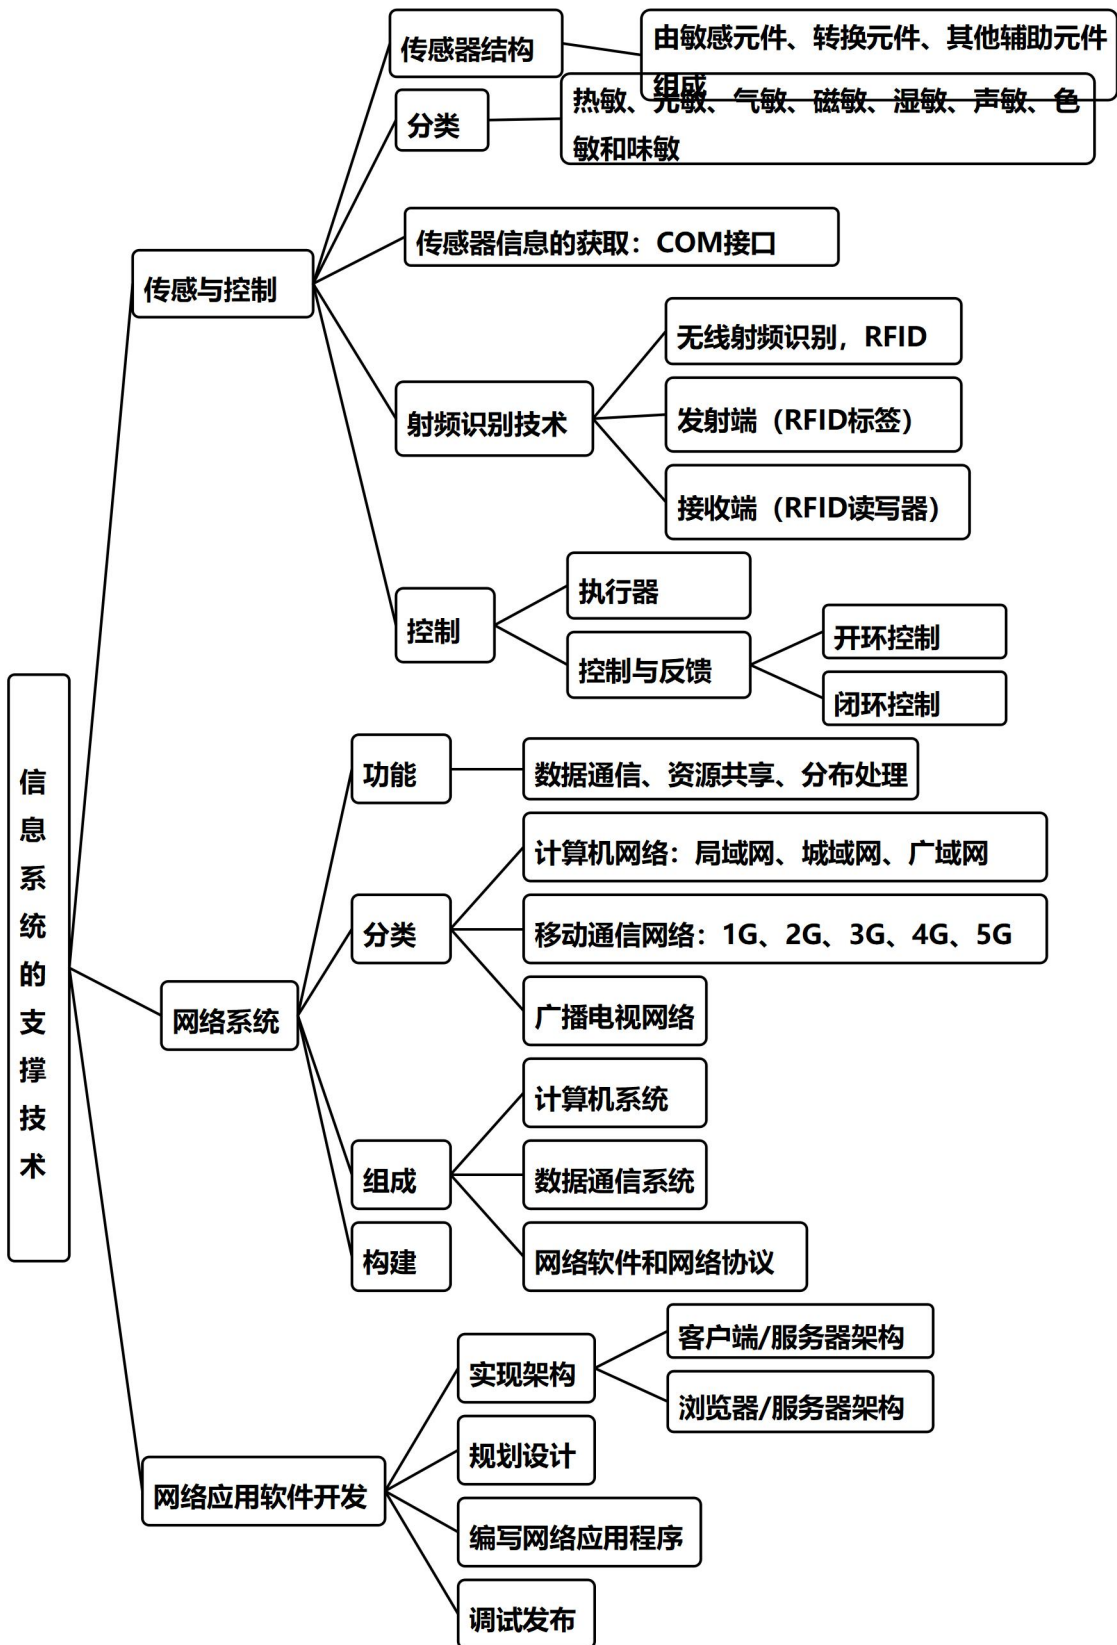 信息系统的支撑技术
传感与控制
传感器结构
由敏感元件、转换元件、其他辅助元件
组成
分类
热敏、光敏、气敏、磁敏、湿敏、声敏、色
敏和味敏
传感器信息的获取：COM接口
射频识别技术
无线射频识别，RFID
发射端（RFID标签）
接收端（RFID读写器）
控制
执行器
控制与反馈
开环控制
闭环控制
网络系统
功能
数据通信、资源共享、分布处理
分类
计算机网络：局域网、城域网、广域网
移动通信网络：1G、2G、3G、4G、5G
广播电视网络
组成
计算机系统
数据通信系统
网络软件和网络协议
构建
网络应用软件开发
实现架构
客户端/服务器架构
浏览器/服务器架构
规划设计
编写网络应用程序
调试发布